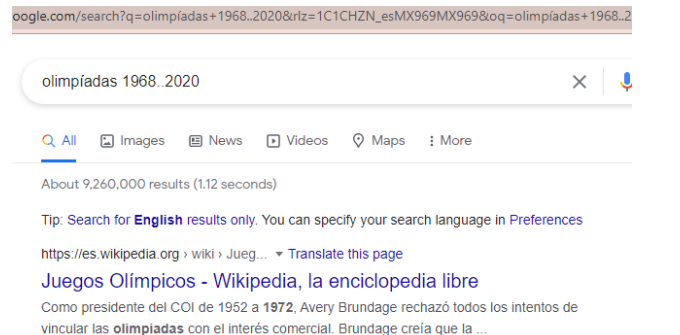 oogle.com/search?q=olimpíadas+1968..2020&rlz=1C1CHZN_esMX969MX969&oq=olimpíadas+1968..2
olimpíadas 1968..2020
All Images News Videos Maps More
About 9,260,000 results (1.12 seconds)
Tip: Search for English results only. You can specify your search language in Preferences
https://es.wikipedia.org › wiki › Jueg... Translate this page
Juegos Olímpicos - Wikipedia, la enciclopedia libre
Como presidente del COI de 1952 a 1972, Avery Brundage rechazó todos los intentos de
vincular las olimpiadas con el interés comercial. Brundage creía que la ...